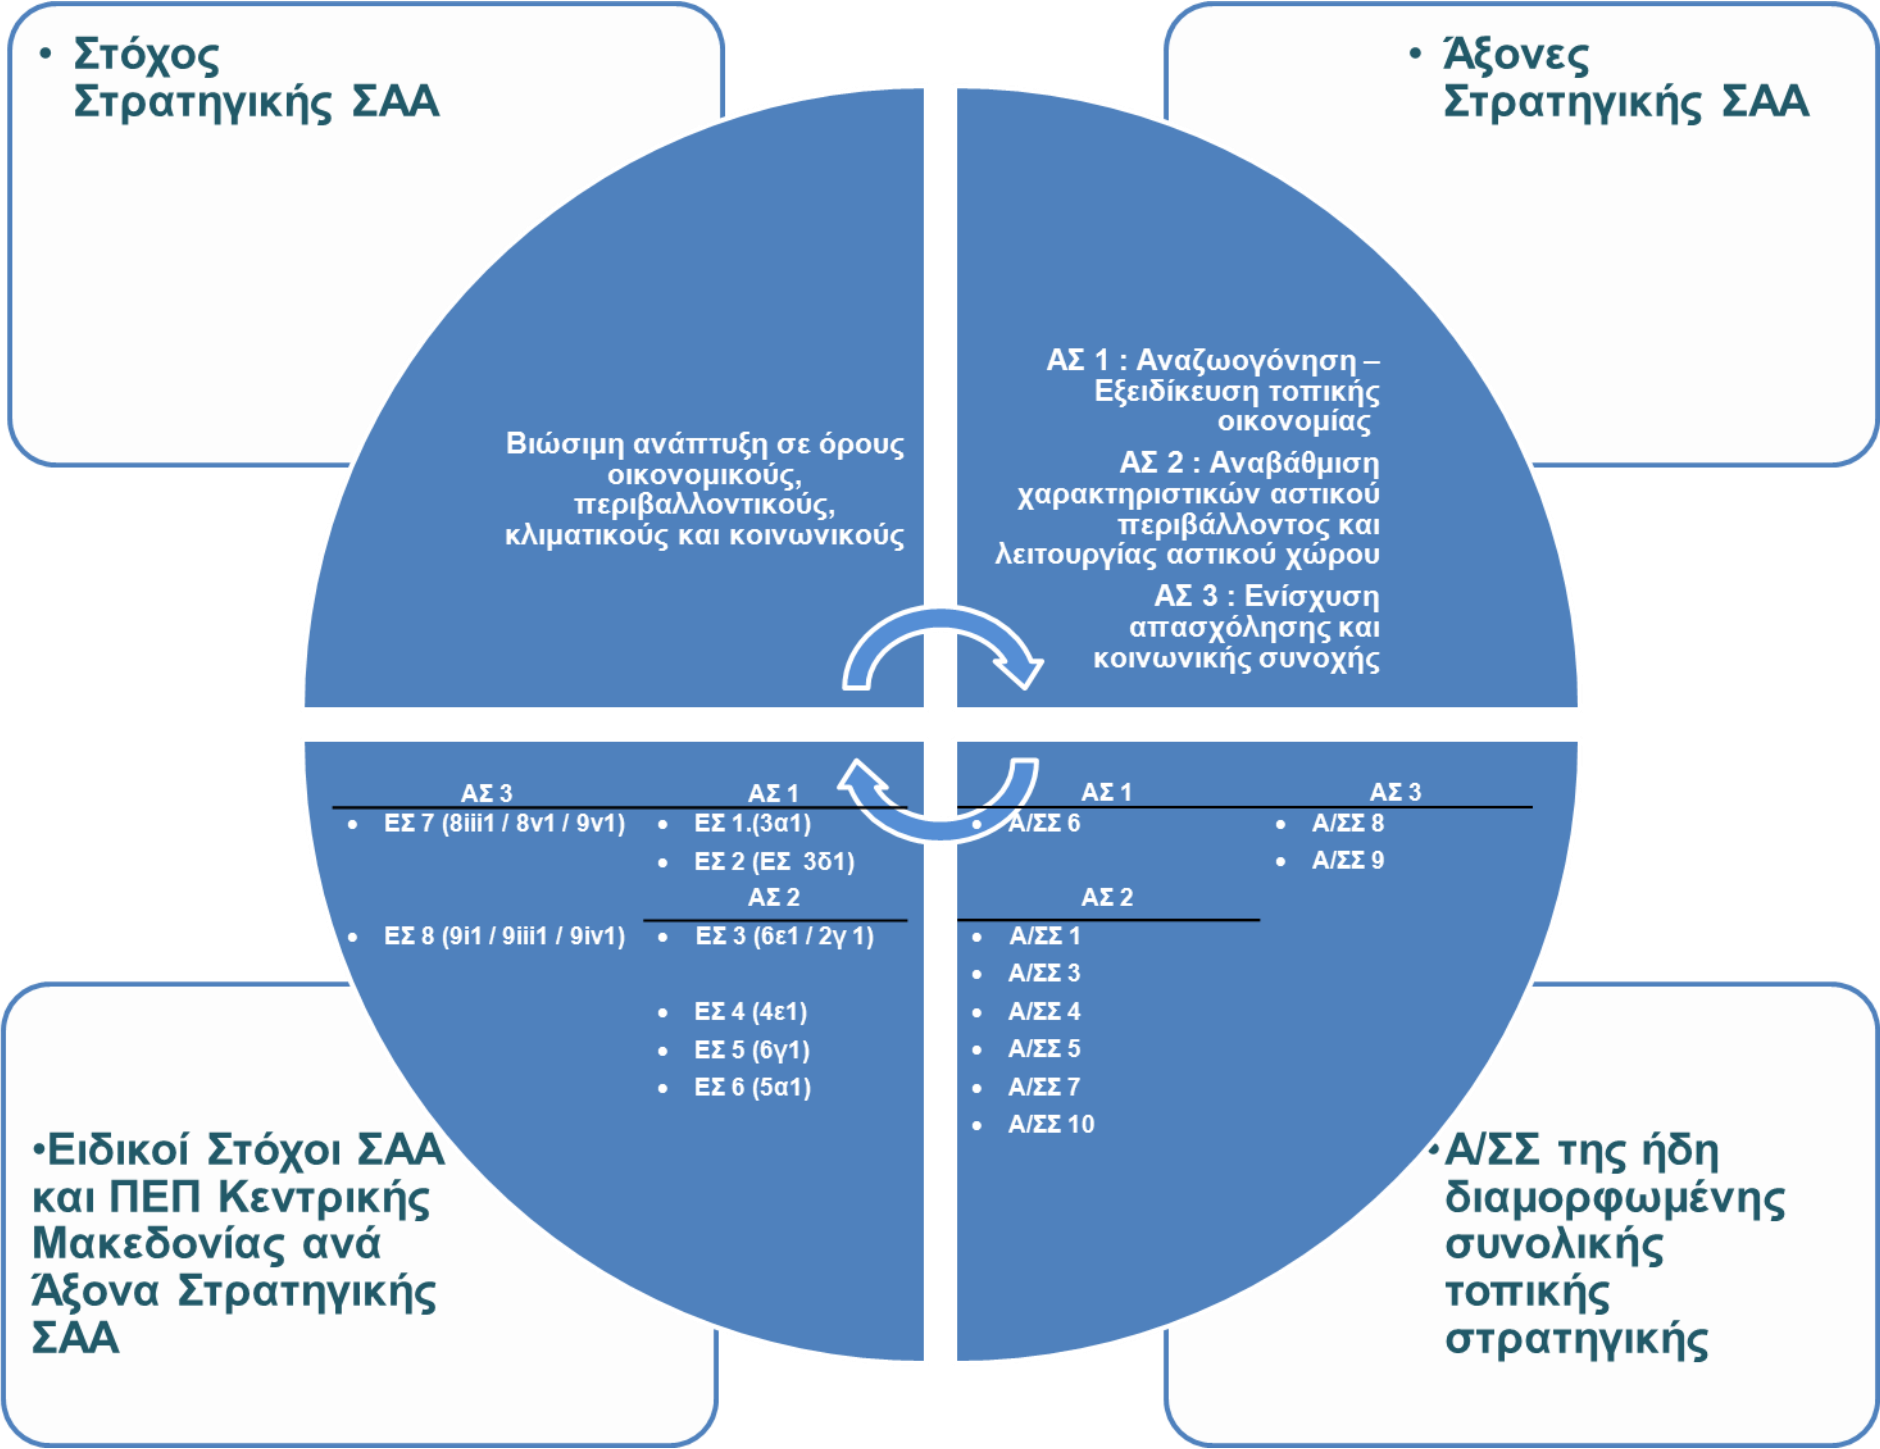 • Στόχος
Στρατηγικής ΣΑΑ
• Άξονες
Στρατηγικής ΣΑΑ
Βιώσιμη ανάπτυξη σε όρους
οικονομικούς,
περιβαλλοντικούς,
κλιματικούς και κοινωνικούς
ΑΣ 1 : Αναζωογόνηση –
Εξειδίκευση τοπικής
οικονομίας
ΑΣ 2 : Αναβάθμιση
χαρακτηριστικών αστικού
περιβάλλοντος και
λειτουργίας αστικού χώρου
ΑΣ 3 : Ενίσχυση
απασχόλησης και
κοινωνικής συνοχής
ΑΣ 3
• ΕΣ 7 (8iii1 / 8v1 / 9v1)
• ΕΣ 8 (9i1 / 9iii1 / 9iv1)
ΑΣ 1
• ΕΣ 1.(3α1)
• ΕΣ 2 (ΕΣ 3δ1)
ΑΣ 2
• ΕΣ 3 (6ε1 / 2γ 1)
• ΕΣ 4 (4ε1)
• ΕΣ 5 (6γ1)
• ΕΣ 6 (5α1)
ΑΣ 1
• Α/ΣΣ 6
ΑΣ 3
• Α/ΣΣ 8
• Α/ΣΣ 9
ΑΣ 2
• Α/ΣΣ 1
• Α/ΣΣ 3
• Α/ΣΣ 4
• Α/ΣΣ 5
• Α/ΣΣ 7
• Α/ΣΣ 10
•Ειδικοί Στόχοι ΣΑΑ
και ΠΕΠ Κεντρικής
Μακεδονίας ανά
Άξονα Στρατηγικής
ΣΑΑ
•Α/ΣΣ της ήδη
διαμορφωμένης
συνολικής
τοπικής
στρατηγικής